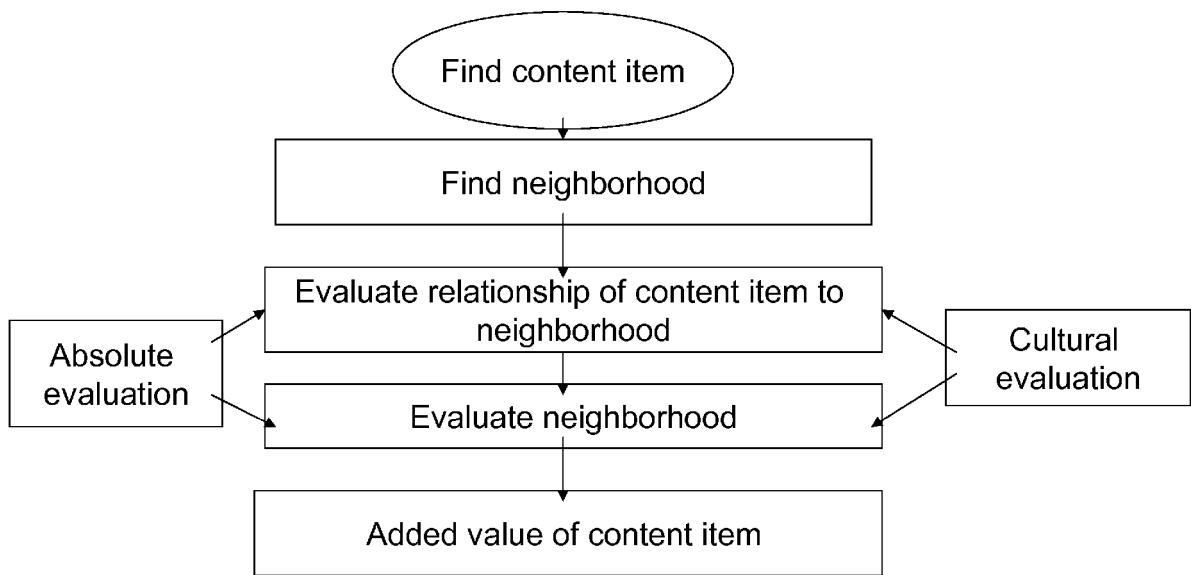 Find content item
Find neighborhood
Evaluate relationship of content item to
neighborhood
Absolute
evaluation
Cultural
evaluation
Evaluate neighborhood
Added value of content item